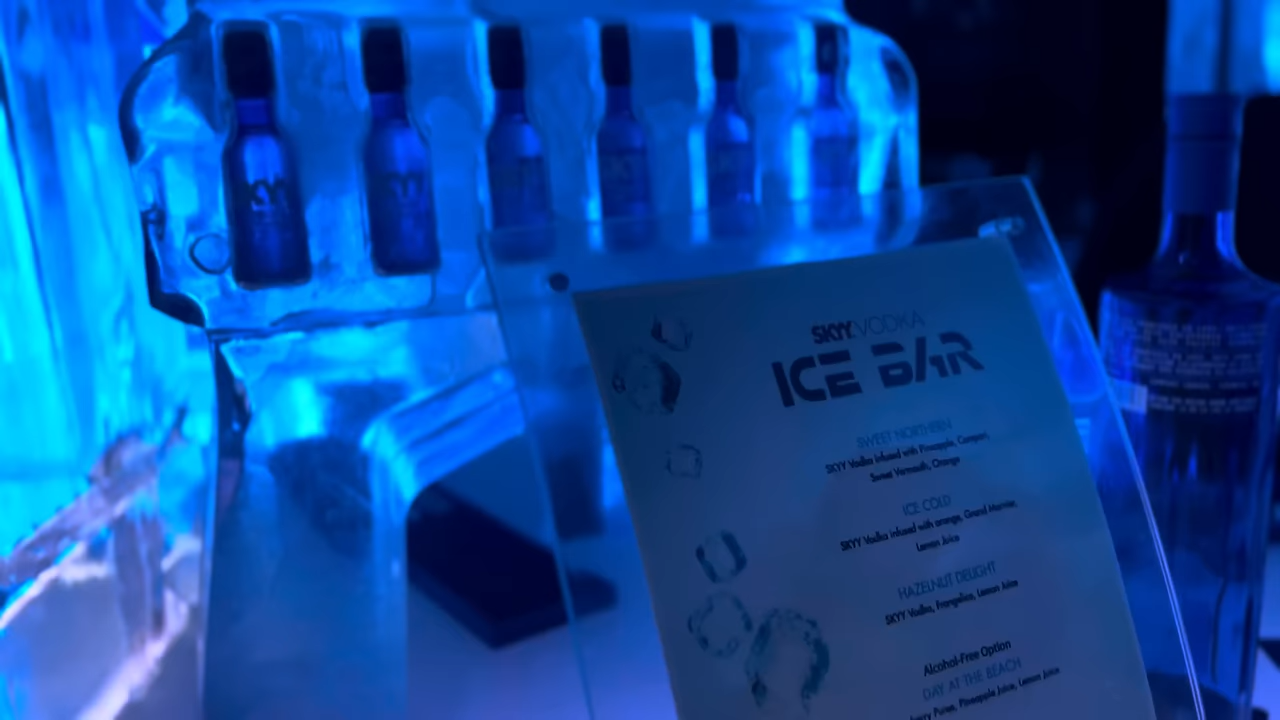 SKYY VODKA
ICE BAR
SWEET NORTHERN
SKYY Vodka infused with Pineapple, Campari,
Sweet Vermouth, Orange
ICE COLD
SKYY Vodka infused with orange, Grand Marnier,
Lemon Juice
HAZELNUT DELIGHT
SKYY Vodka, Frangelico, Lemon Juice
Alcohol-Free Option
DAY AT THE BEACH
Puree, Pineapple Juice, Lemon Juice